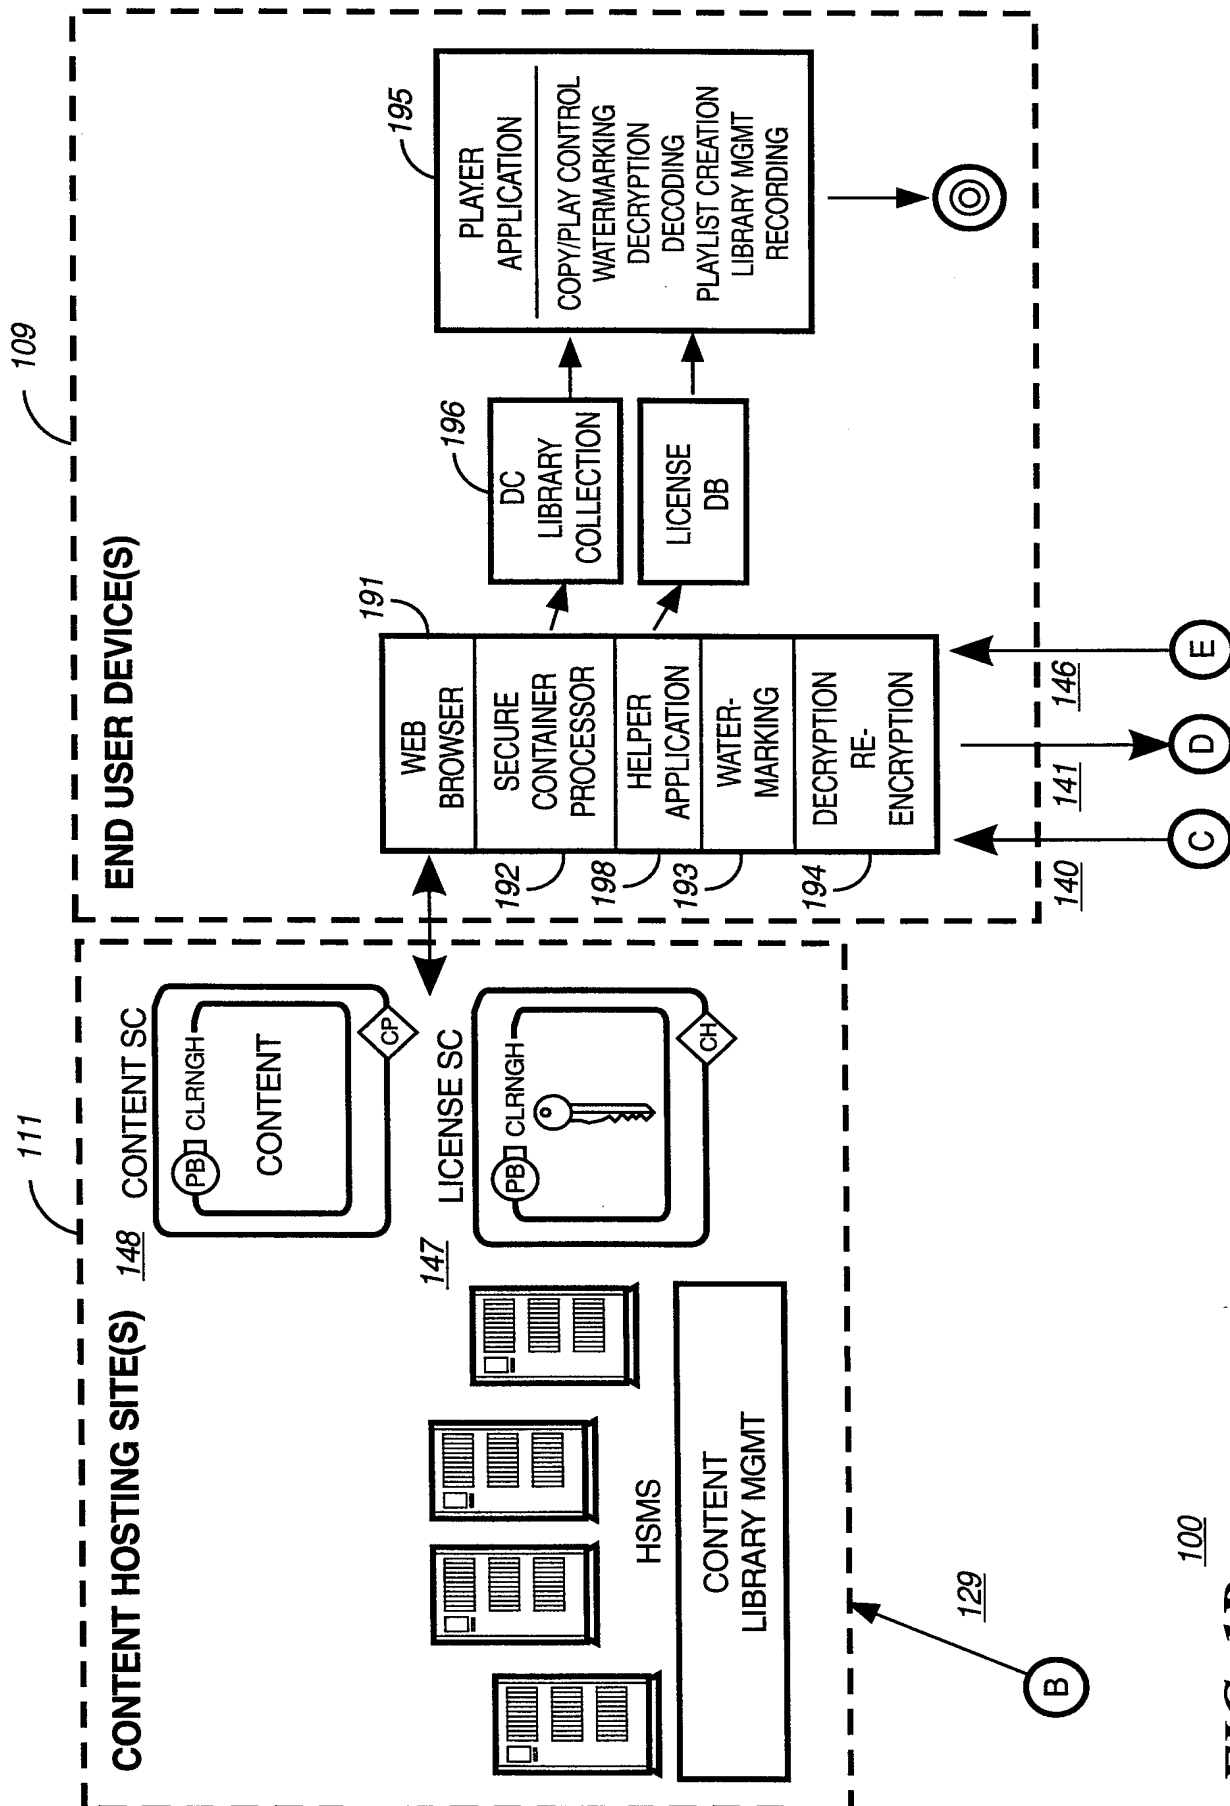 111
CONTENT HOSTING SITE(S)
148
CONTENT SC
PB
CLRNGH
CONTENT
CP
147
LICENSE SC
PB
CLRNGH
CH
HSMS
CONTENT
LIBRARY MGMT
129
B
109
END USER DEVICE(S)
191
WEB
BROWSER
SECURE
CONTAINER
PROCESSOR
192
HELPER
APPLICATION
198
WATER-
MARKING
193
DECRYPTION
RE-
ENCRYPTION
194
196
DC
LIBRARY
COLLECTION
LICENSE
DB
195
PLAYER
APPLICATION
COPY/PLAY CONTROL
WATERMARKING
DECRYPTION
DECODING
PLAYLIST CREATION
LIBRARY MGMT
RECORDING
140
C
141
D
146
E
100